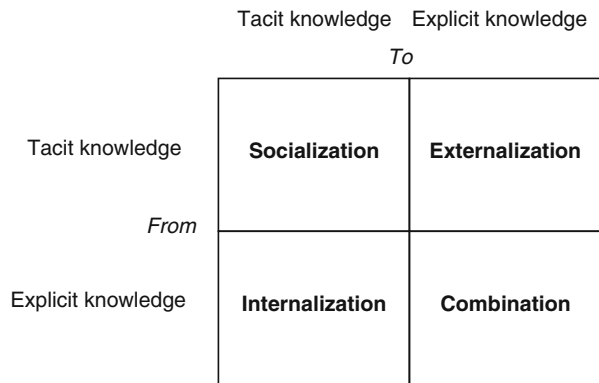 Tacit knowledge Explicit knowledge
To
Tacit knowledge Socialization Externalization
From
Explicit knowledge Internalization Combination